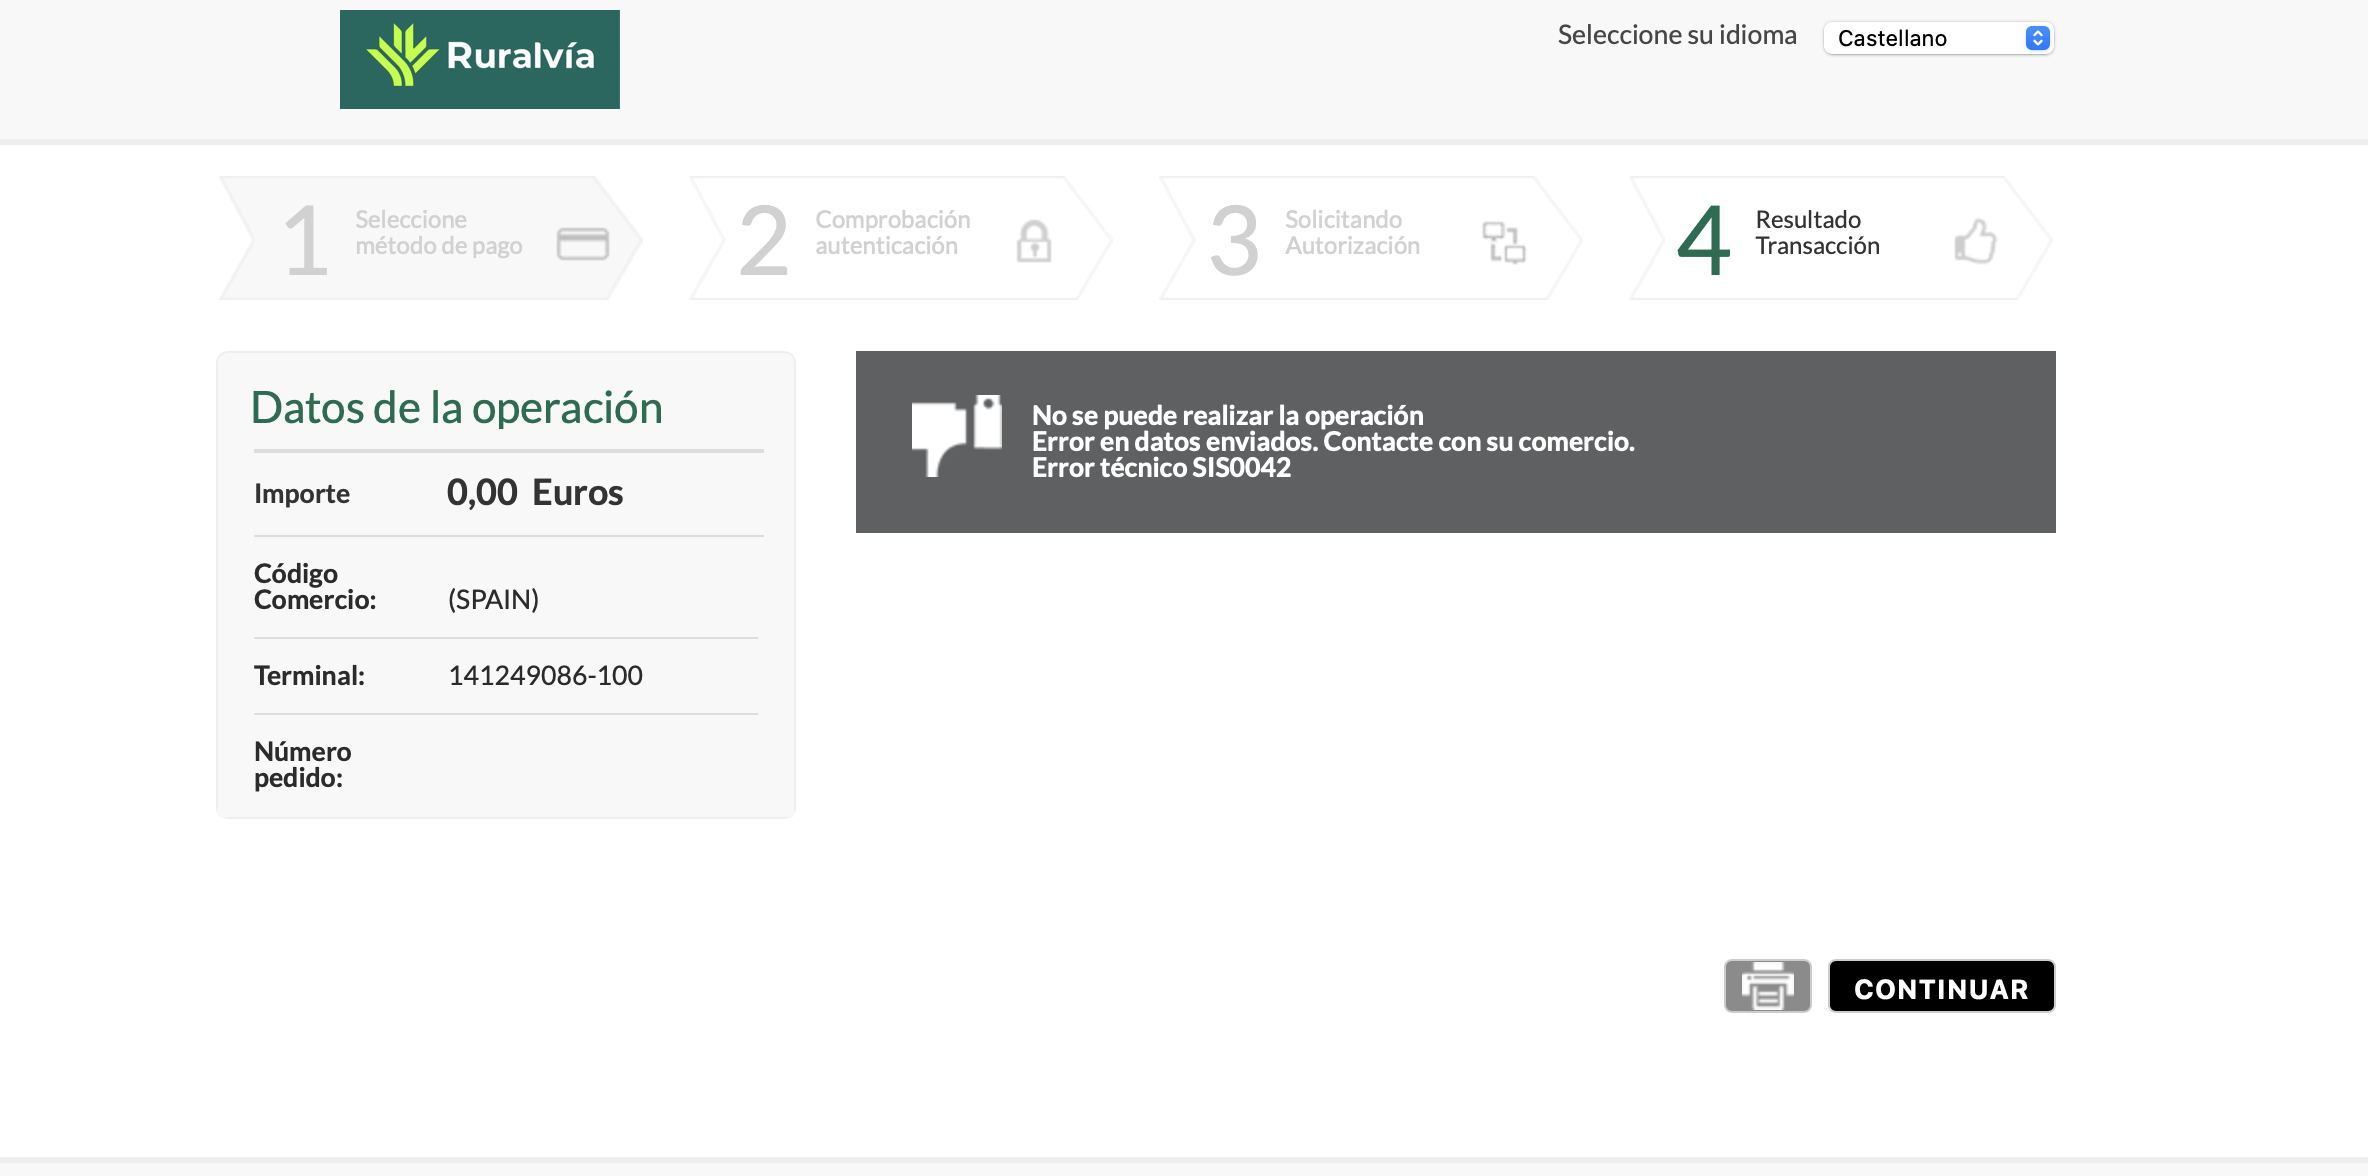 Ruralvía
Seleccione su idioma
Castellano
1
Seleccione
método de pago
2
Comprobación
autenticación
3
Solicitando
Autorización
4
Resultado
Transacción
Datos de la operación
Importe 0,00 Euros
Código
Comercio: (SPAIN)
Terminal: 141249086-100
Número
pedido:
No se puede realizar la operación
Error en datos enviados. Contacte con su comercio.
Error técnico SIS0042
CONTINUAR